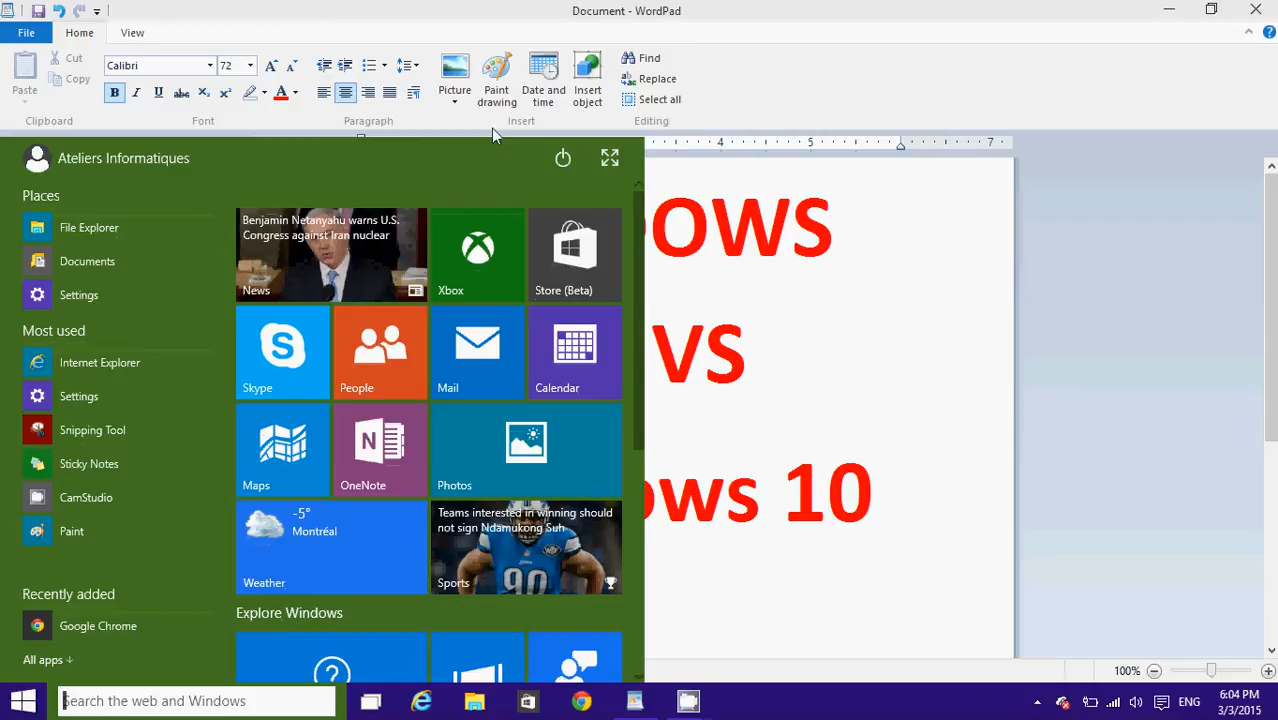 Document - WordPad
File
Home
View
Paste
Cut
Copy
Clipboard
Calibri
72
Font
Paragraph
Picture
Paint
drawing
Date and
time
Insert
object
Insert
Find
Replace
Select all
Editing
4
5
7
Ateliers Informatiques
Places
File Explorer
Documents
Settings
Most used
Internet Explorer
Settings
Snipping Tool
Sticky Notes
CamStudio
Paint
Recently added
Google Chrome
All apps
Benjamin Netanyahu warns U.S.
Congress against Iran nuclear
News
Xbox
Store (Beta)
Skype
People
Mail
Calendar
Maps
OneNote
Photos
-5°
Montréal
Weather
Teams interested in winning should
not sign Ndamukong Suh
90
Sports
Explore Windows
OWS
VS
ows 10
100%
Search the web and Windows
ENG
6:04 PM
3/3/2015